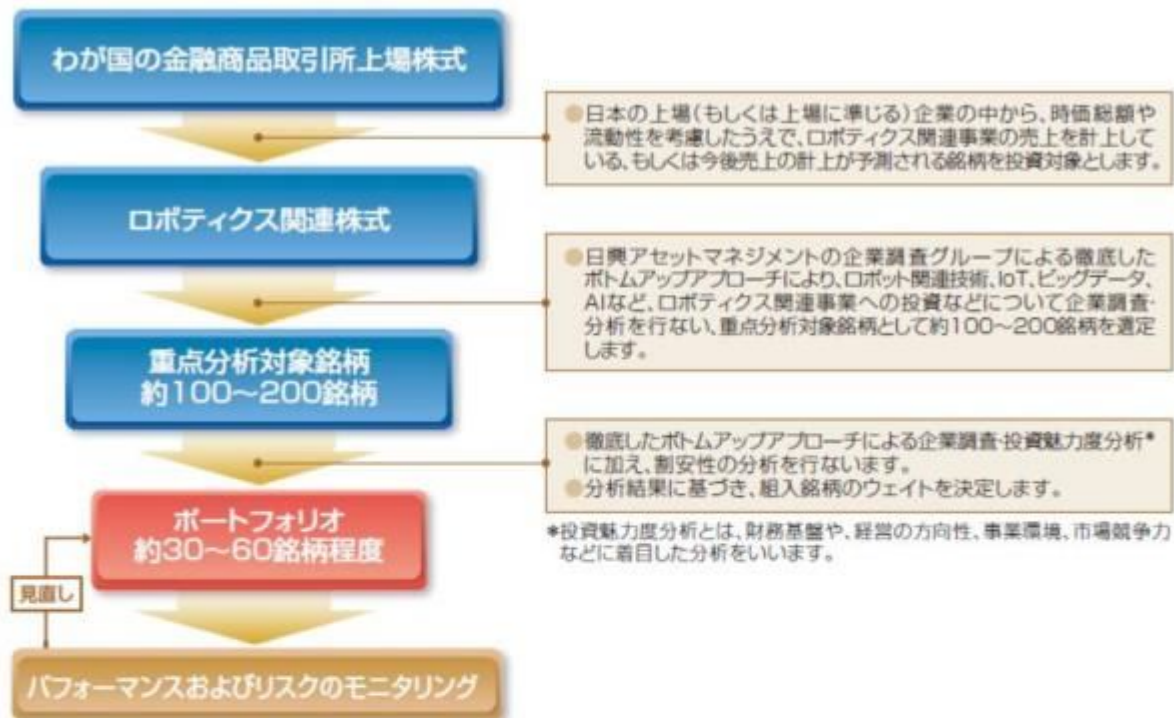 わが国の金融商品取引所上場株式
●日本の上場(もしくは上場に準じる)企業の中から、時価総額や
流動性を考慮したうえで、ロボティクス関連事業の売上を計上して
いる、もしくは今後売上の計上が予測される銘柄を投資対象とします。
ロボティクス関連株式
●日興アセットマネジメントの企業調査グループによる徹底した
ボトムアップアプローチにより、ロボット関連技術、IoT、ビッグデータ、
AIなど、ロボティクス関連事業への投資などについて企業調査・
分析を行ない、重点分析対象銘柄として約100〜200銘柄を選定
します。
重点分析対象銘柄
約100〜200銘柄
●徹底したボトムアップアプローチによる企業調査・投資魅力度分析*
に加え、割安性の分析を行ないます。
●分析結果に基づき、組入銘柄のウェイトを決定します。
*投資魅力度分析とは、財務基盤や、経営の方向性、事業環境、市場競争力
などに着目した分析をいいます。
ポートフォリオ
約30〜60銘柄程度
見直し
パフォーマンスおよびリスクのモニタリング